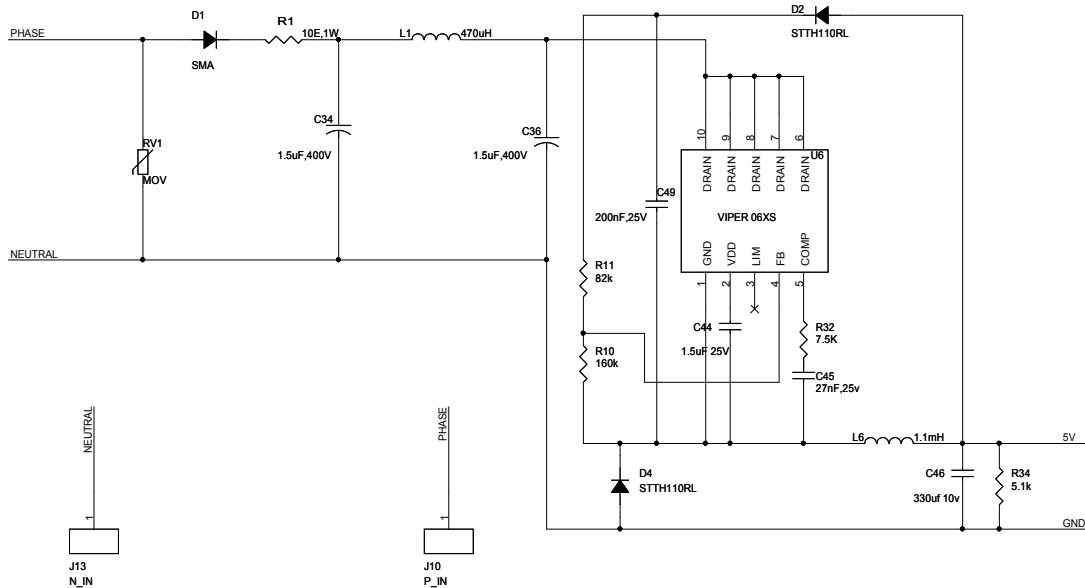 D1
D2
PHASE
R1
10E,1W
L1
470uH
STTH110RL
SMA
C34
1.5uF,400V
C36
1.5uF,400V
RV1
MOV
10
9
8
7
6
U6
DRAIN
DRAIN
DRAIN
DRAIN
DRAIN
C49
200nF,25V
VIPER 06XS
GND
VDD
LIM
FB
COMP
NEUTRAL
1
2
3
4
5
R11
82k
C44
1.5uF 25V
R32
7.5K
R10
160k
C45
27nF,25v
NEUTRAL
PHASE
L6
1.1mH
5V
D4
STTH110RL
C46
330uf 10v
R34
5.1k
1
1
GND
J13
N_IN
J10
P_IN